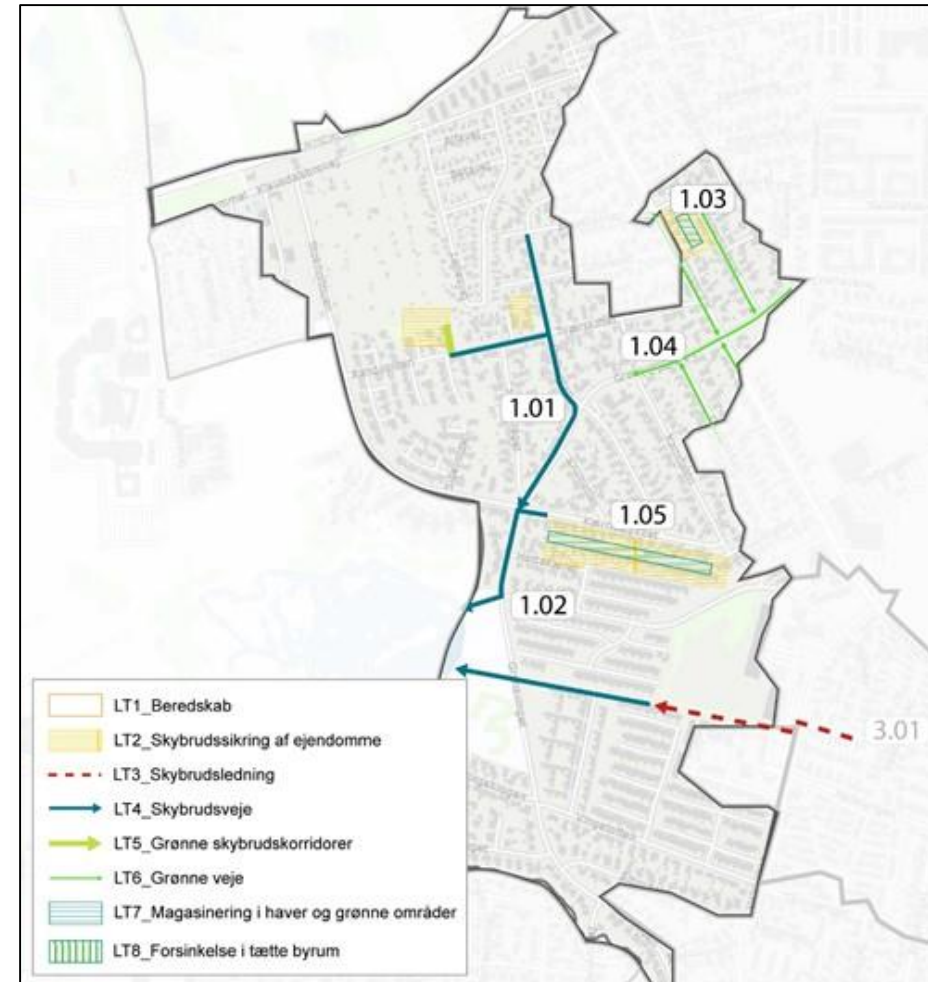 1.03
1.04
1.01
1.05
1.02
3.01
LT1_Beredskab
LT2_Skybrudssikring af ejendomme
LT3_Skybrudsledning
LT4_Skybrudsveje
LT5_Grønne skybrudskorridorer
LT6_Grønne veje
LT7_Magasinering i haver og grønne områder
LT8_Forsinkelse i tætte byrum